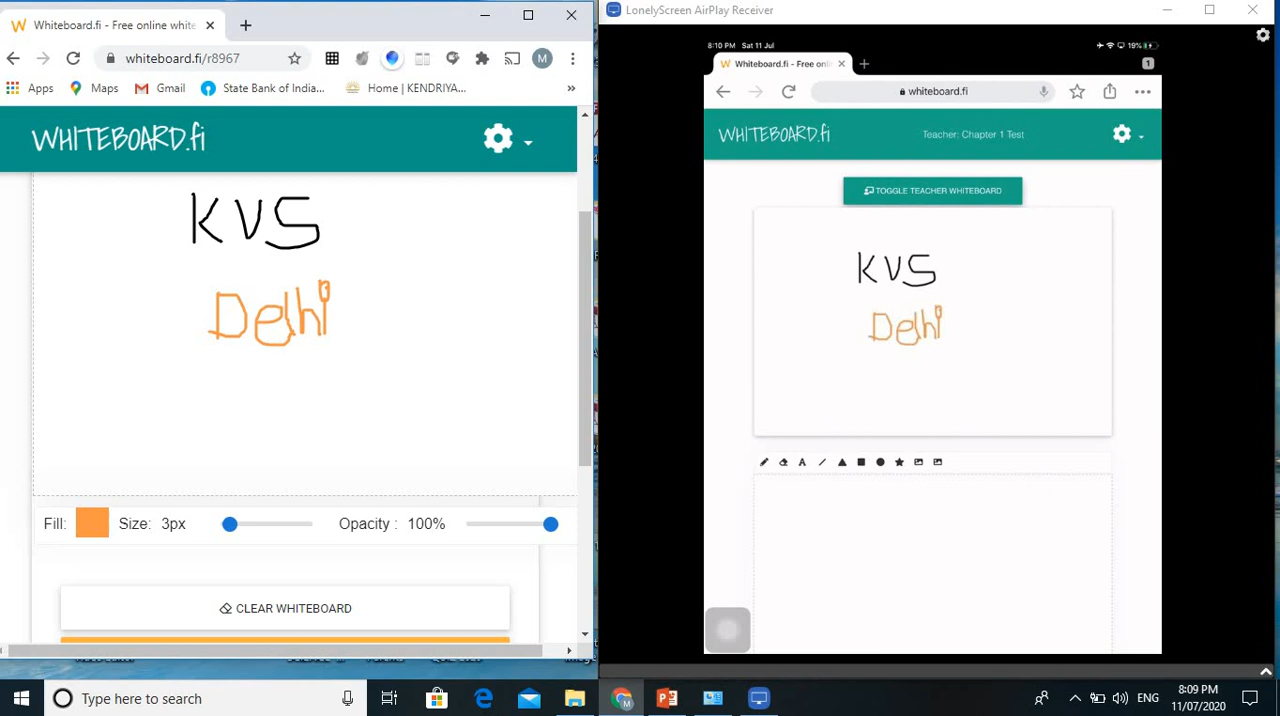 Whiteboard.fi - Free online white
whiteboard.fi/r8967
M
Apps
Maps
Gmail
State Bank of India...
Home | KENDRIYA...
»
WHITEBOARD.fi
KVS
Delhi
Fill:
Size: 3px
Opacity : 100%
CLEAR WHITEBOARD
LonelyScreen AirPlay Receiver
8:10 PM Sat 11 Jul
19%
Whiteboard.fi - Free onli
1
whiteboard.fi
WHITEBOARD.fi
Teacher: Chapter 1 Test
TOGGLE TEACHER WHITEBOARD
KVS
Delhi
A
Type here to search
ENG
8:09 PM
11/07/2020